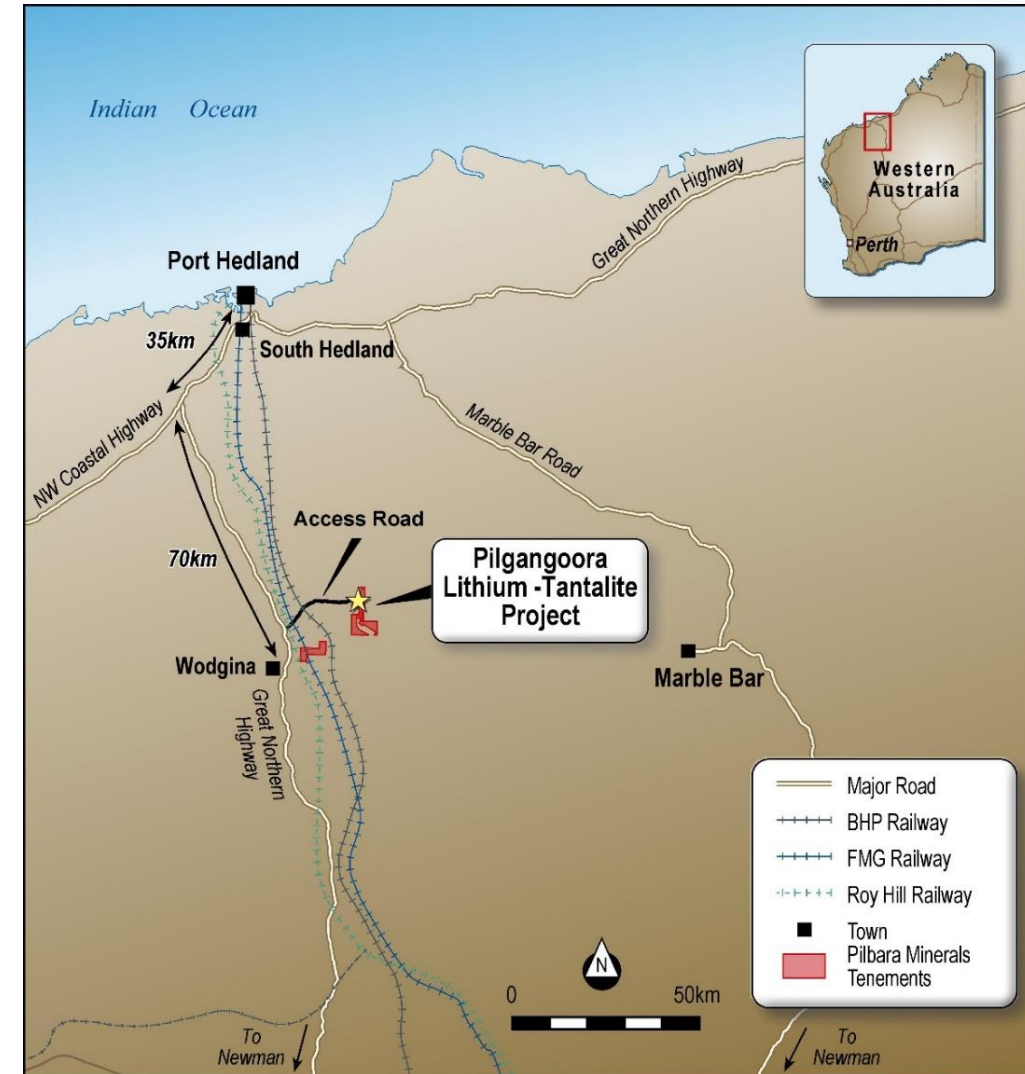 Indian Ocean
Western
Australia
Perth
Great Northern Highway
Port Hedland
35km
South Hedland
NW Coastal Highway
Marble Bar Road
Access Road
70km
Pilgangoora
Lithium -Tantalite
Project
Wodgina
Marble Bar
Great Northern
Highway
Major Road
BHP Railway
FMG Railway
Roy Hill Railway
Town
Pilbara Minerals
Tenements
N
0 50km
To
Newman
To
Newman